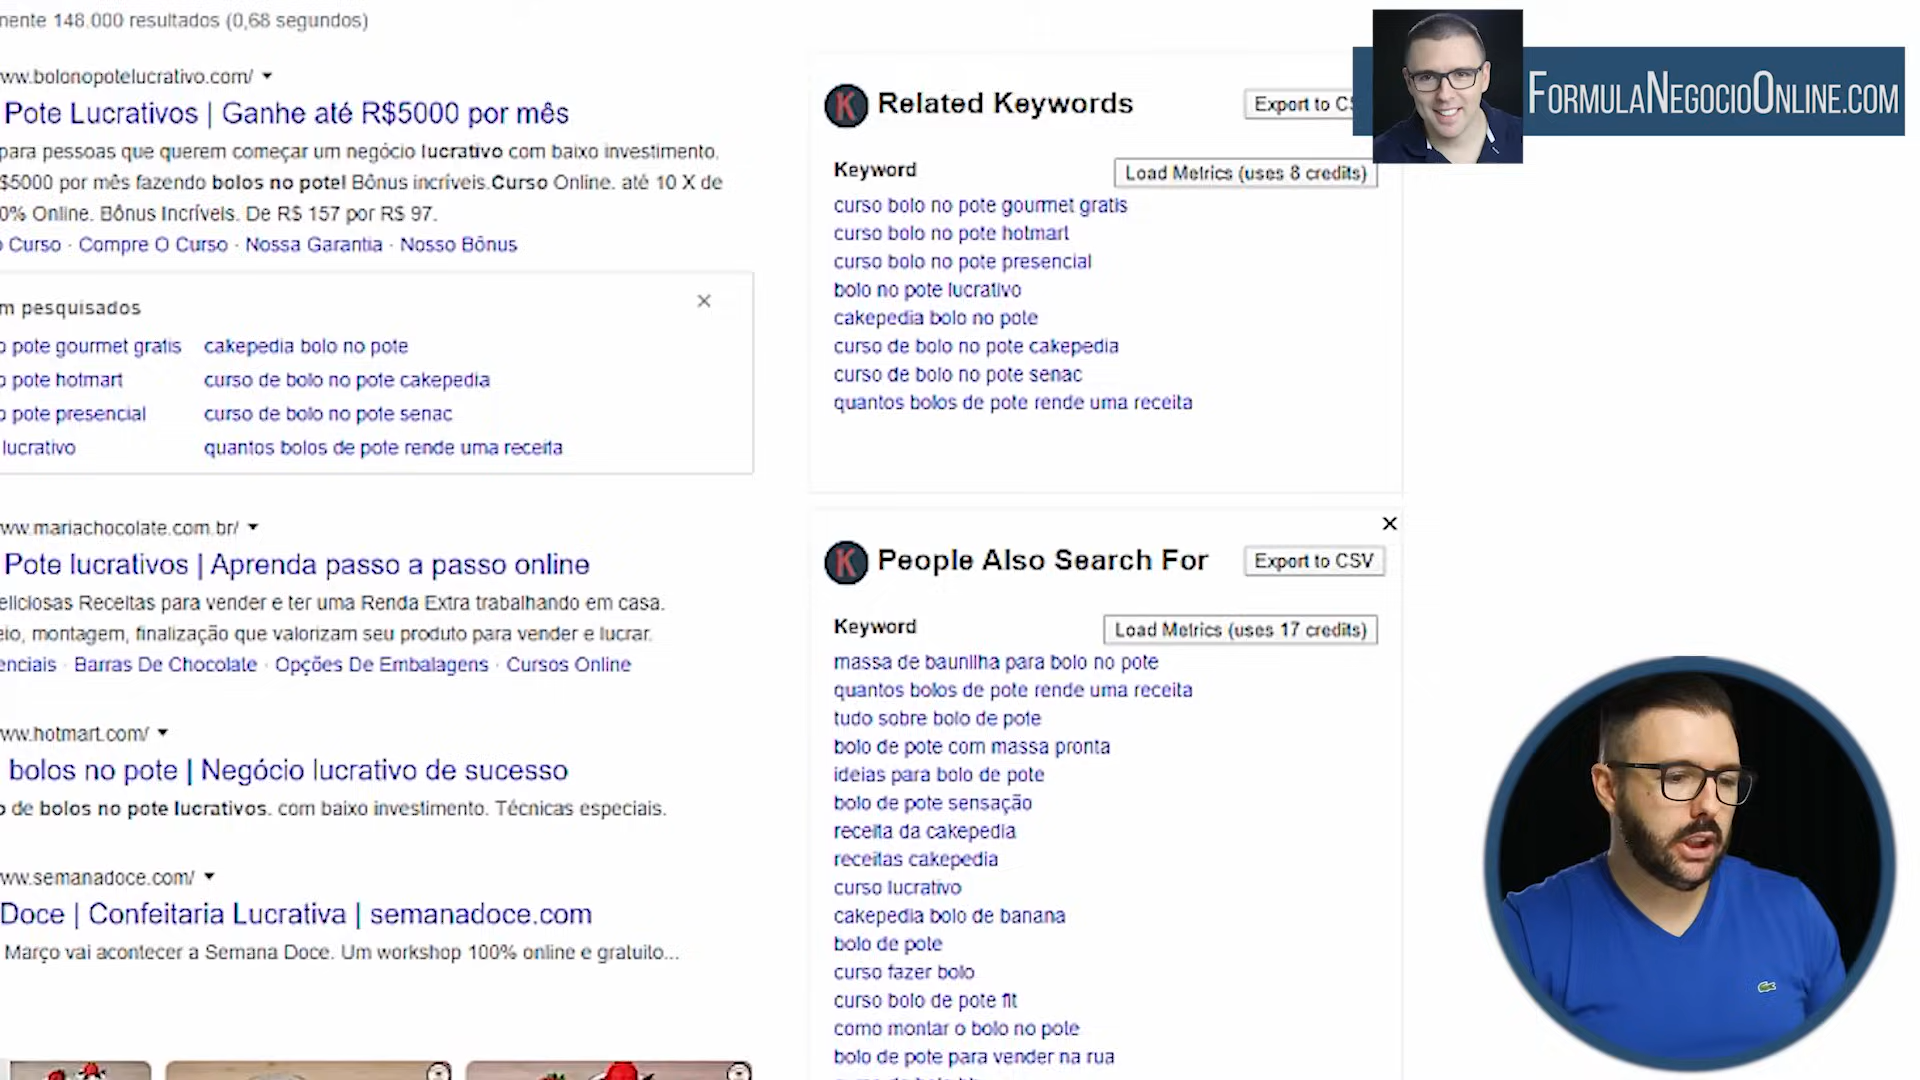 148.000 resultados (0,68 segundos)
ww.bolonopotelucrativo.com/
Pote Lucrativos | Ganhe até R$5000 por mês
para pessoas que querem começar um negócio lucrativo com baixo investimento.
$5000 por mês fazendo bolos no pote! Bônus incríveis.Curso Online. até 10 X de
0% Online. Bônus Incríveis. De R$ 157 por R$ 97.
Curso · Compre O Curso · Nossa Garantia · Nosso Bônus
m pesquisados
pote gourmet gratis cakepedia bolo no pote
pote hotmart curso de bolo no pote cakepedia
pote presencial curso de bolo no pote senac
lucrativo quantos bolos de pote rende uma receita
ww.mariachocolate.com.br/
Pote lucrativos | Aprenda passo a passo online
eliciosas Receitas para vender e ter uma Renda Extra trabalhando em casa.
eio, montagem, finalização que valorizam seu produto para vender e lucrar.
enciais · Barras De Chocolate · Opções De Embalagens · Cursos Online
ww.hotmart.com/
bolos no pote | Negócio lucrativo de sucesso
o de bolos no pote lucrativos. com baixo investimento. Técnicas especiais.
ww.semanadoce.com/
Doce | Confeitaria Lucrativa | semanadoce.com
Março vai acontecer a Semana Doce. Um workshop 100% online e gratuito...
K Related Keywords Export to CS
Keyword Load Metrics (uses 8 credits)
curso bolo no pote gourmet gratis
curso bolo no pote hotmart
curso bolo no pote presencial
bolo no pote lucrativo
cakepedia bolo no pote
curso de bolo no pote cakepedia
curso de bolo no pote senac
quantos bolos de pote rende uma receita
K People Also Search For Export to CSV
Keyword Load Metrics (uses 17 credits)
massa de baunilha para bolo no pote
quantos bolos de pote rende uma receita
tudo sobre bolo de pote
bolo de pote com massa pronta
ideias para bolo de pote
bolo de pote sensação
receita da cakepedia
receitas cakepedia
curso lucrativo
cakepedia bolo de banana
bolo de pote
curso fazer bolo
curso bolo de pote fit
como montar o bolo no pote
bolo de pote para vender na rua
FORMULANEGOCIOONLINE.COM